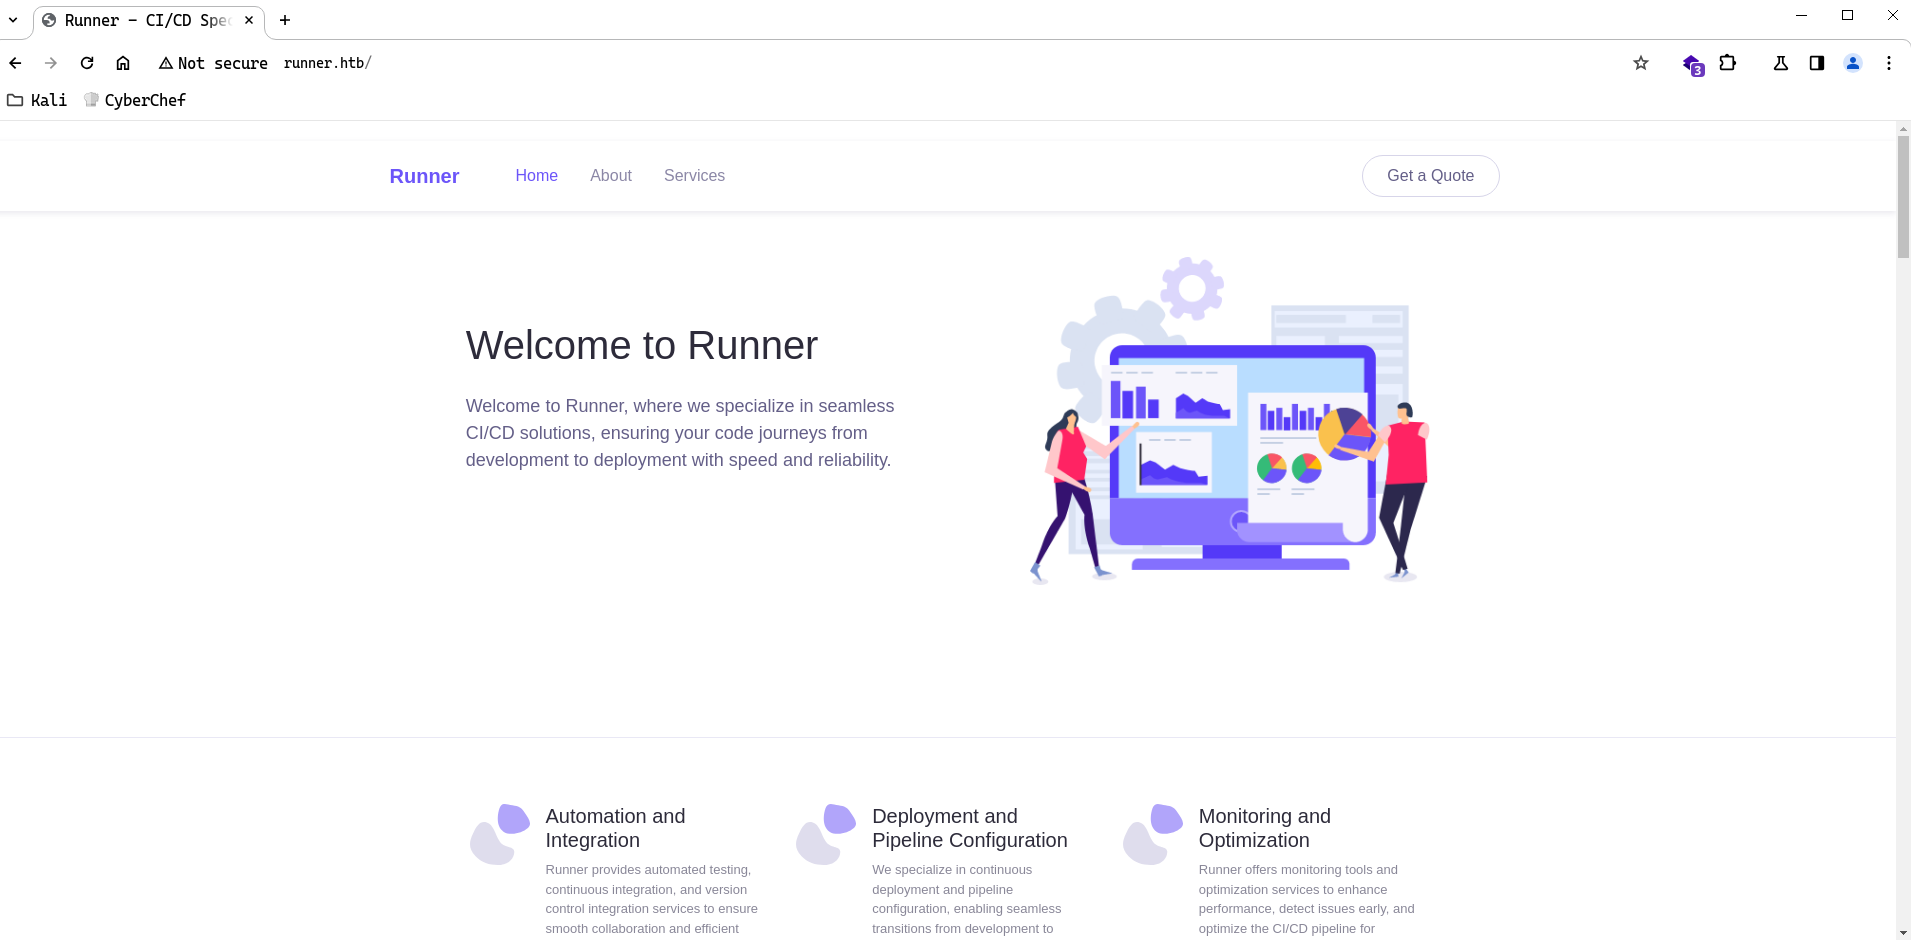 Runner – CI/CD Spe
Not secure runner.htb/
3
Kali CyberChef
Runner Home About Services Get a Quote
Welcome to Runner
Welcome to Runner, where we specialize in seamless
CI/CD solutions, ensuring your code journeys from
development to deployment with speed and reliability.
Automation and
Integration
Runner provides automated testing,
continuous integration, and version
control integration services to ensure
smooth collaboration and efficient
Deployment and
Pipeline Configuration
We specialize in continuous
deployment and pipeline
configuration, enabling seamless
transitions from development to
Monitoring and
Optimization
Runner offers monitoring tools and
optimization services to enhance
performance, detect issues early, and
optimize the CI/CD pipeline for